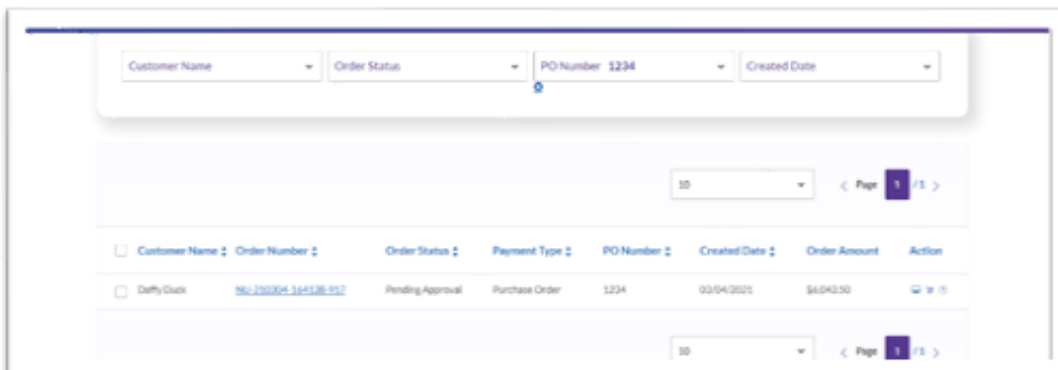 Customer Name Order Status PO Number 1234 Created Date
10 Page 1 /1
Customer Name Order Number Order Status Payment Type PO Number Created Date Order Amount Action
Daffy Duck NU-210304-164138-917 Pending Approval Purchase Order 1234 03/04/2021 $6,043.50
10 Page 1 /1